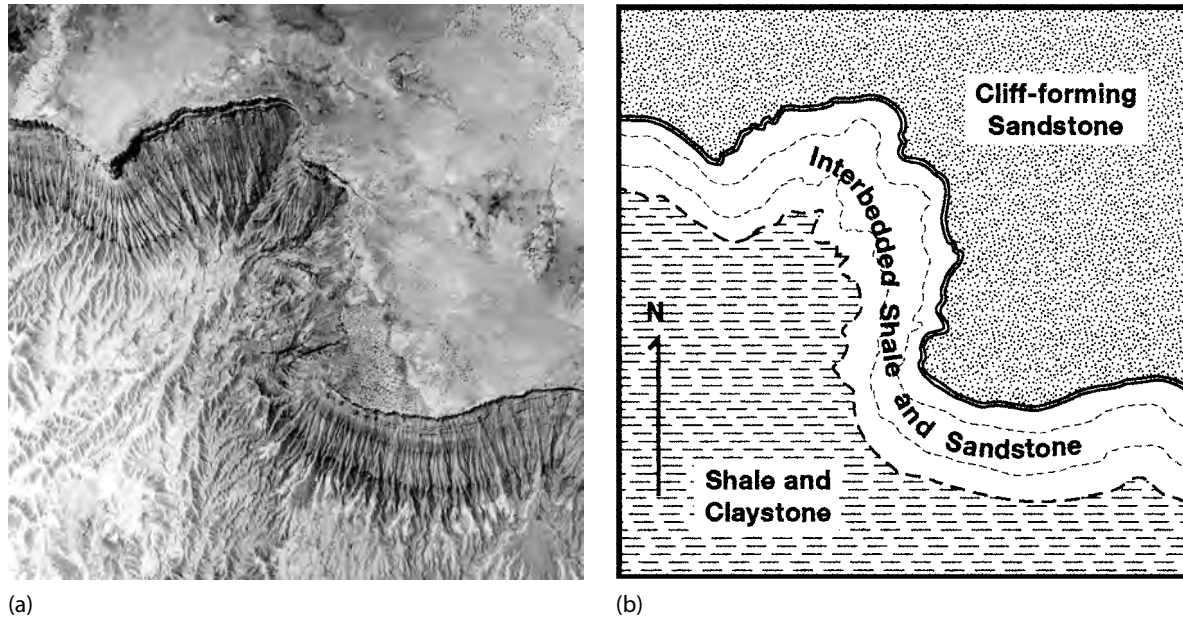 Cliff-forming
Sandstone
Interbedded Shale and Sandstone
N
Shale and
Claystone
(a)
(b)